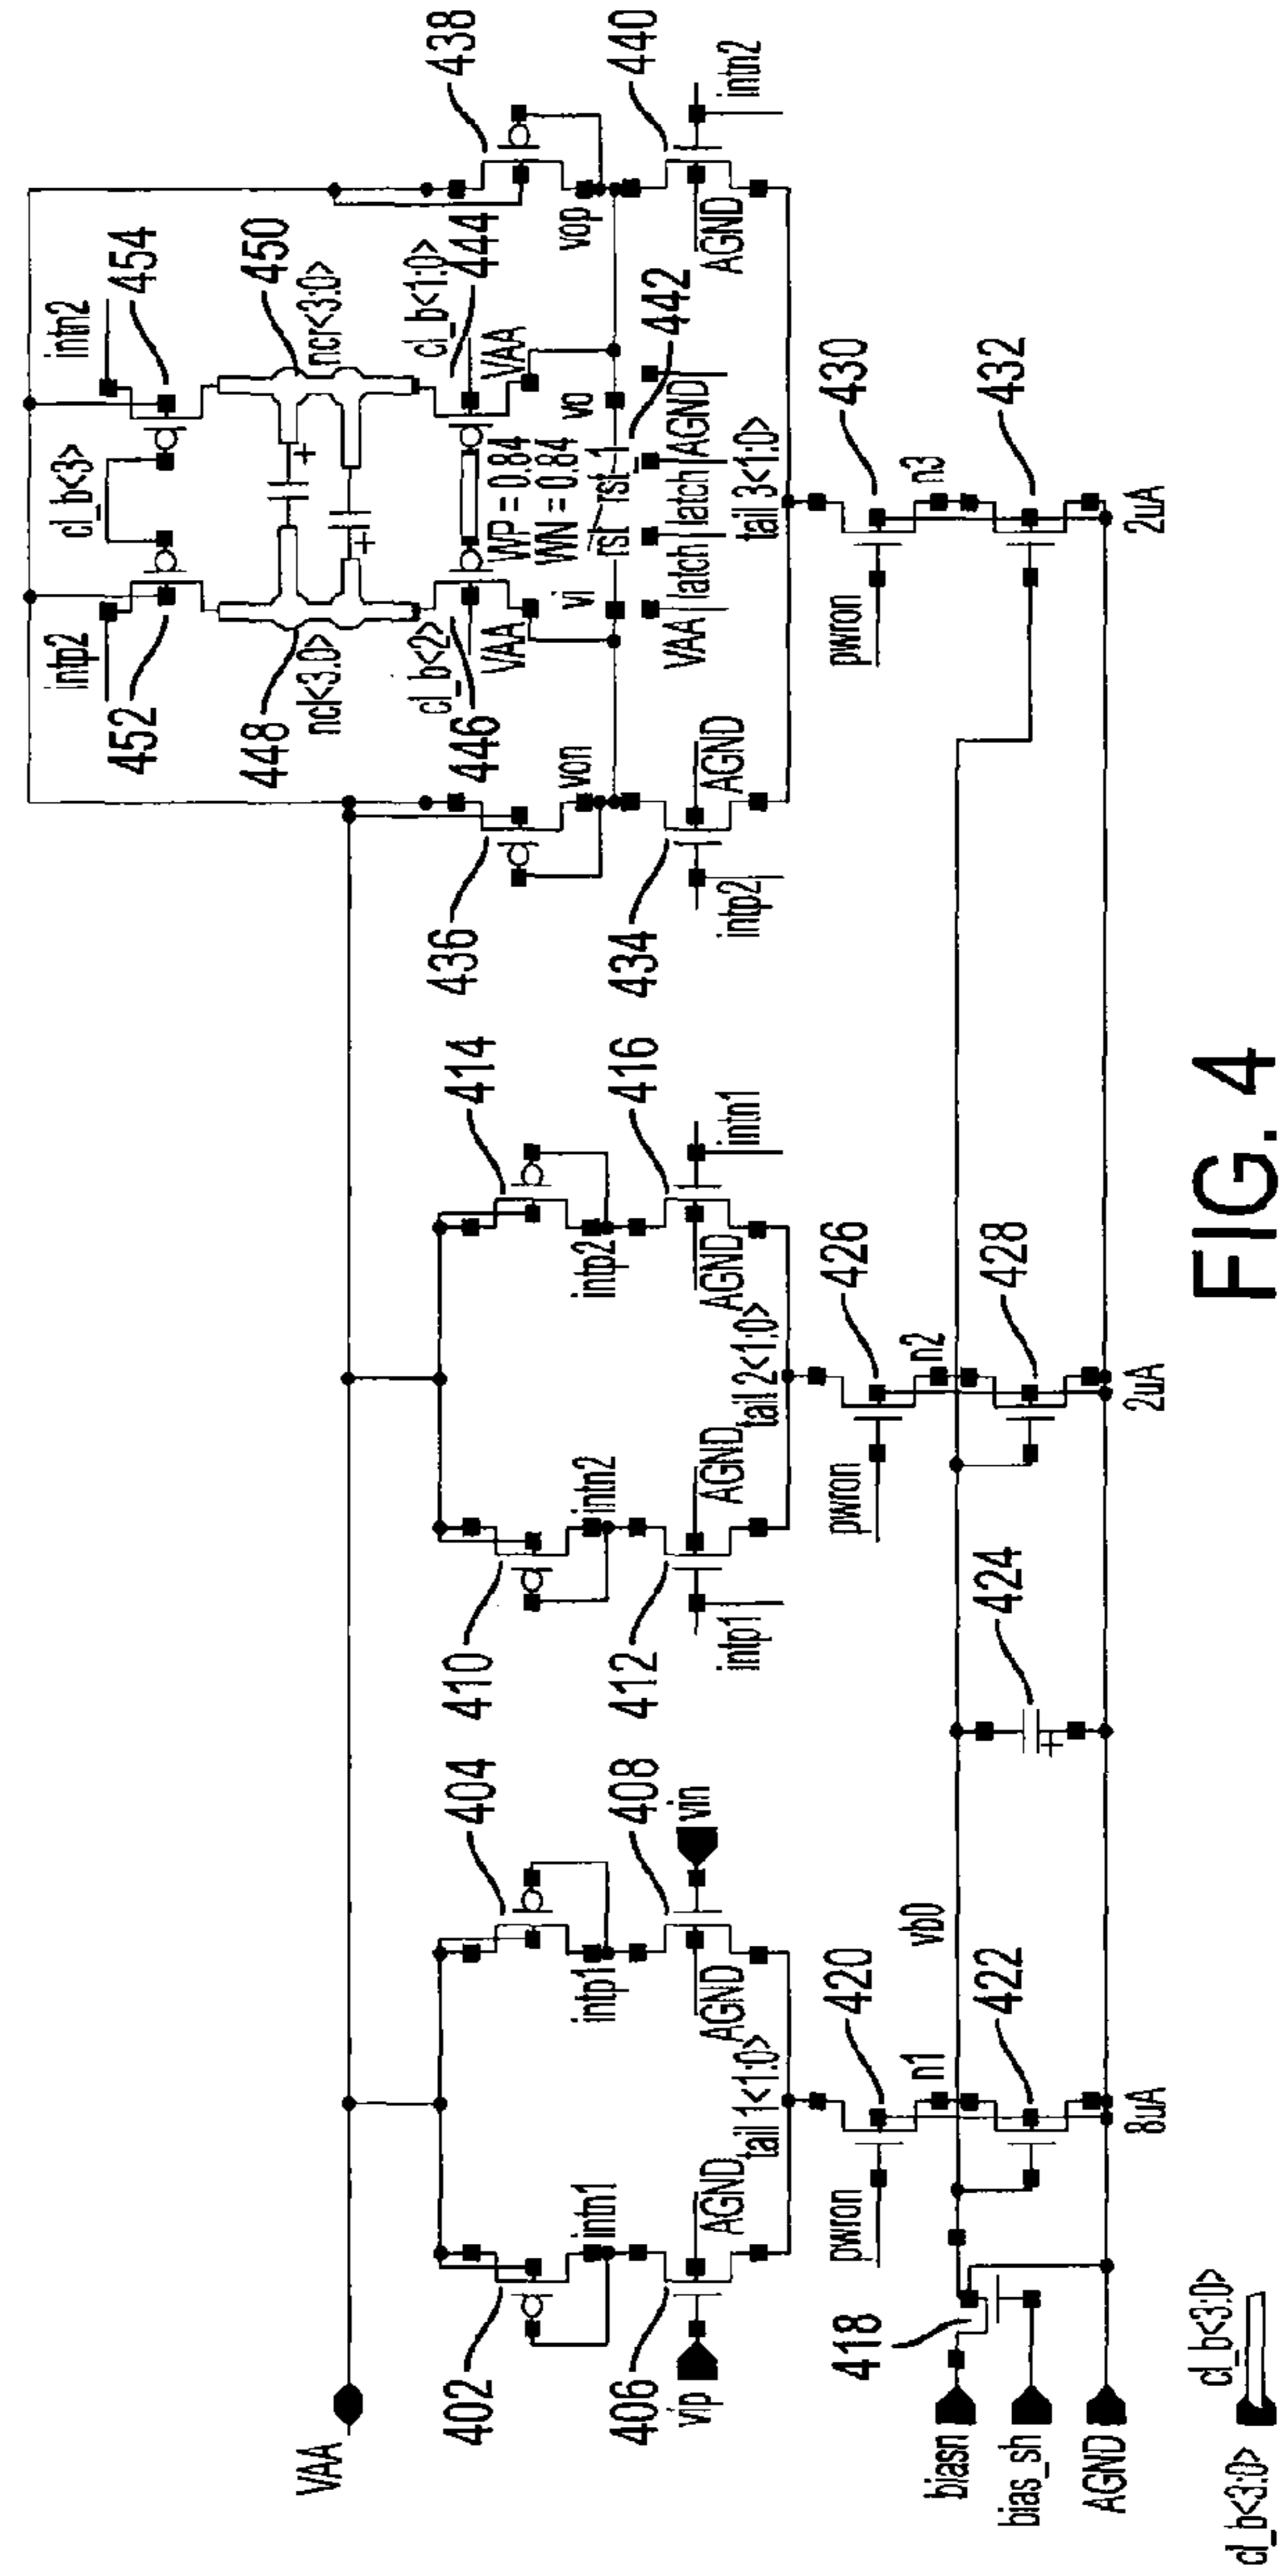 VAA
402
404
intn1
intp1
406
408
vip
vin
AGND
AGND
tail 1<1:0>
pwron
420
n1
422
8uA
vb0
418
biasn
bias_sh
AGND
cl_b<3:0>
cl_b<3:0>
410
414
intn2
intp2
412
416
intp1
intn1
AGND
AGND
tail 2<1:0>
pwron
426
n2
428
2uA
424
436
438
von
vop
434
440
intp2
intn2
AGND
AGND
intp2
intn2
cl_b<3>
452
454
448
450
ncl<3:0>
ncr<3:0>
cl_b<2>
cl_b<1:0>
446
444
VAA
VAA
WP = 0.84
WN = 0.84
vi
rst
rst_1
vo
442
VAA
latch
latch
AGND
tail 3<1:0>
pwron
430
n3
432
2uA
FIG. 4